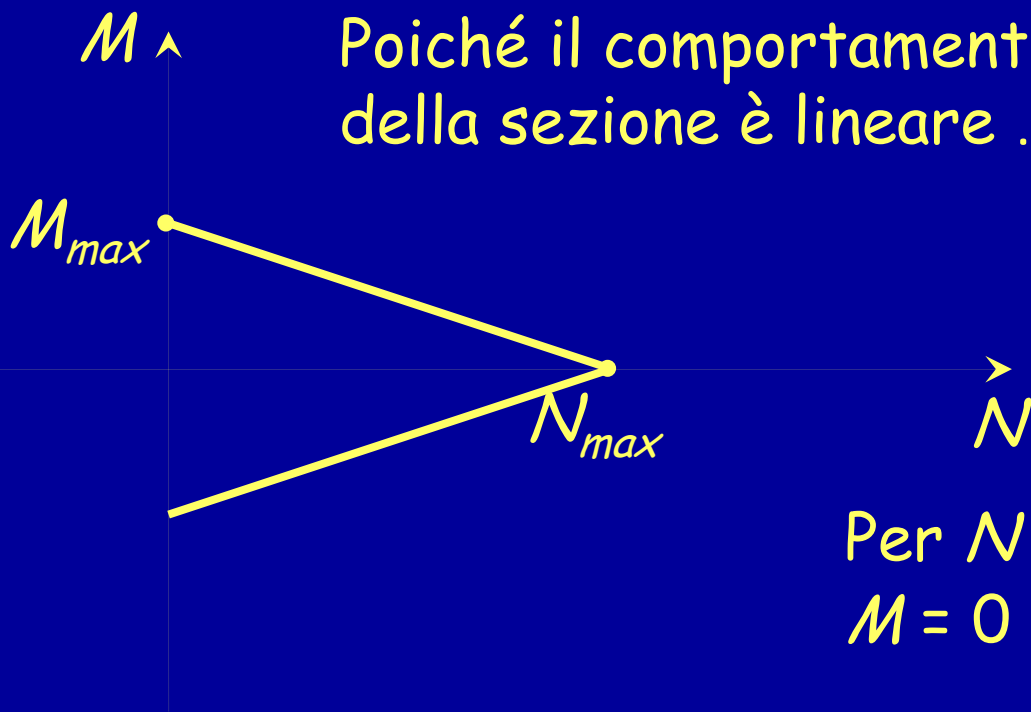 M
Poiché il comportament
della sezione è lineare .
Mmax
Nmax
N
Per N
M = 0